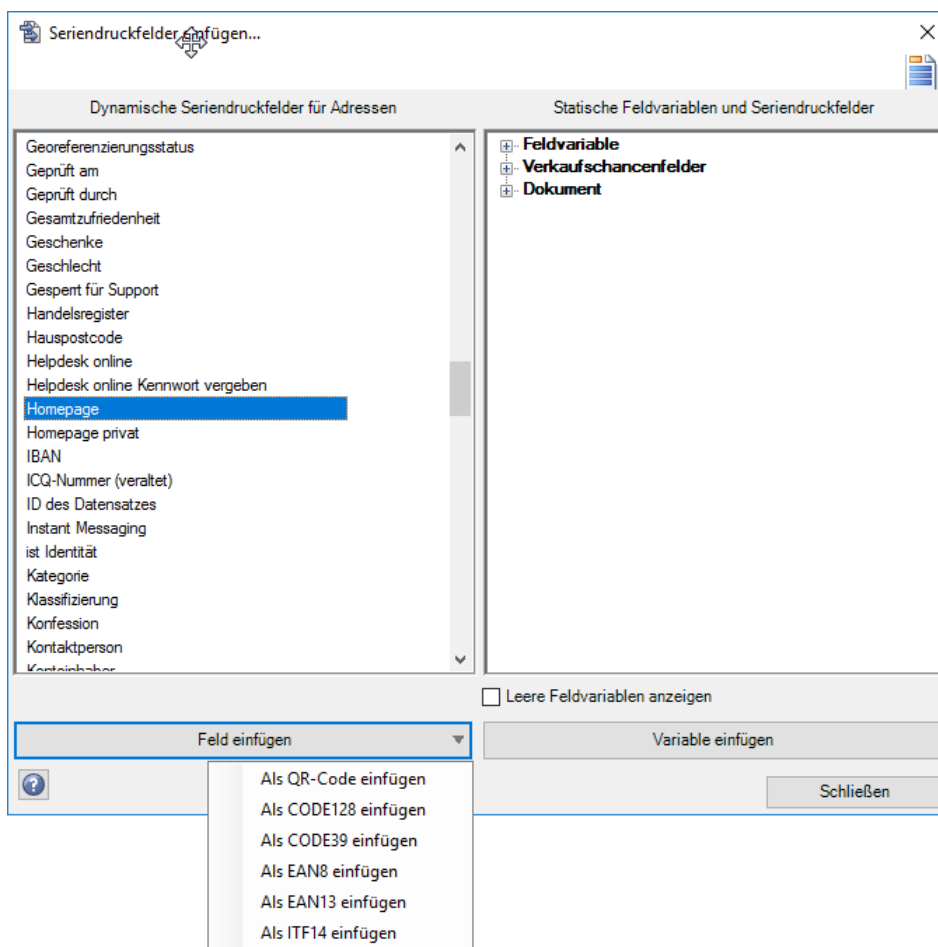 Seriendruckfelder einfügen...
Dynamische Seriendruckfelder für Adressen
Statische Feldvariablen und Seriendruckfelder
Georeferenzierungsstatus
Geprüft am
Geprüft durch
Gesamtzufriedenheit
Geschenke
Geschlecht
Gesperrt für Support
Handelsregister
Hauspostcode
Helpdesk online
Helpdesk online Kennwort vergeben
Homepage
Homepage privat
IBAN
ICQ-Nummer (veraltet)
ID des Datensatzes
Instant Messaging
ist Identität
Kategorie
Klassifizierung
Konfession
Kontaktperson
Kontoinhaber
Feldvariable
Verkaufschancenfelder
Dokument
Leere Feldvariablen anzeigen
Feld einfügen
Variable einfügen
Als QR-Code einfügen
Als CODE128 einfügen
Als CODE39 einfügen
Als EAN8 einfügen
Als EAN13 einfügen
Als ITF14 einfügen
Schließen